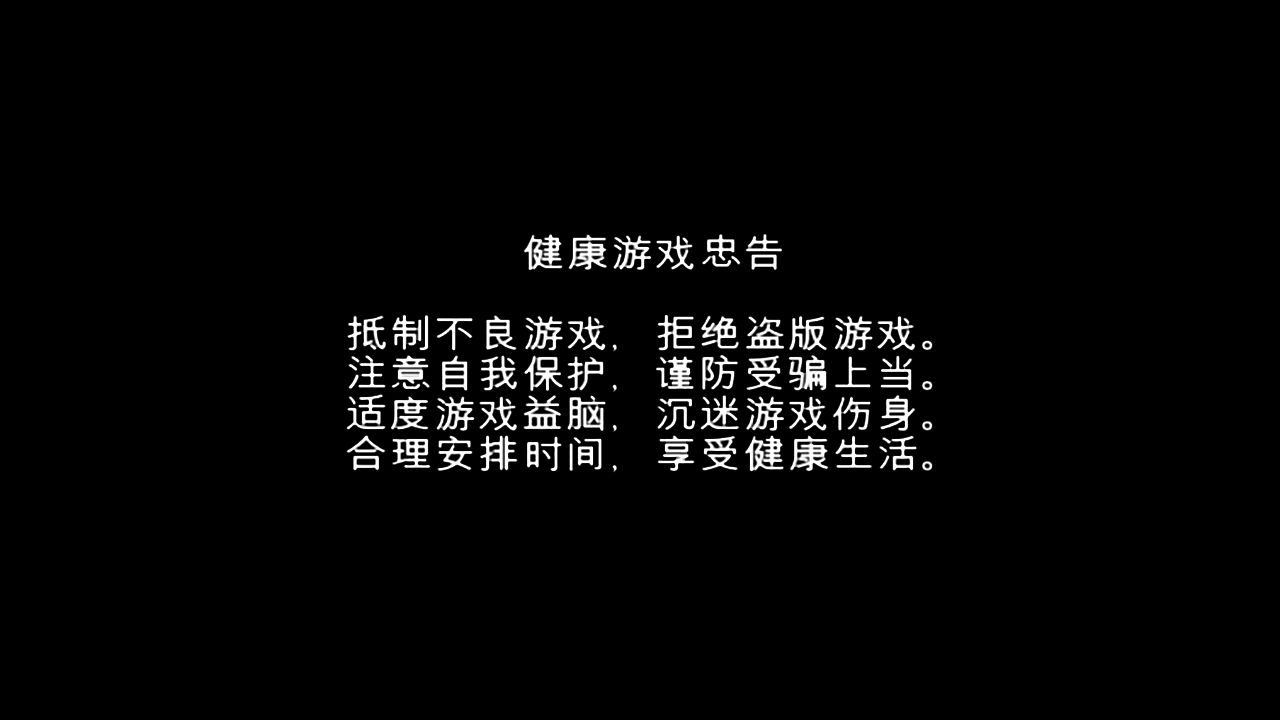 健康游戏忠告
抵制不良游戏, 拒绝盗版游戏。
注意自我保护, 谨防受骗上当。
适度游戏益脑, 沉迷游戏伤身。
合理安排时间, 享受健康生活。